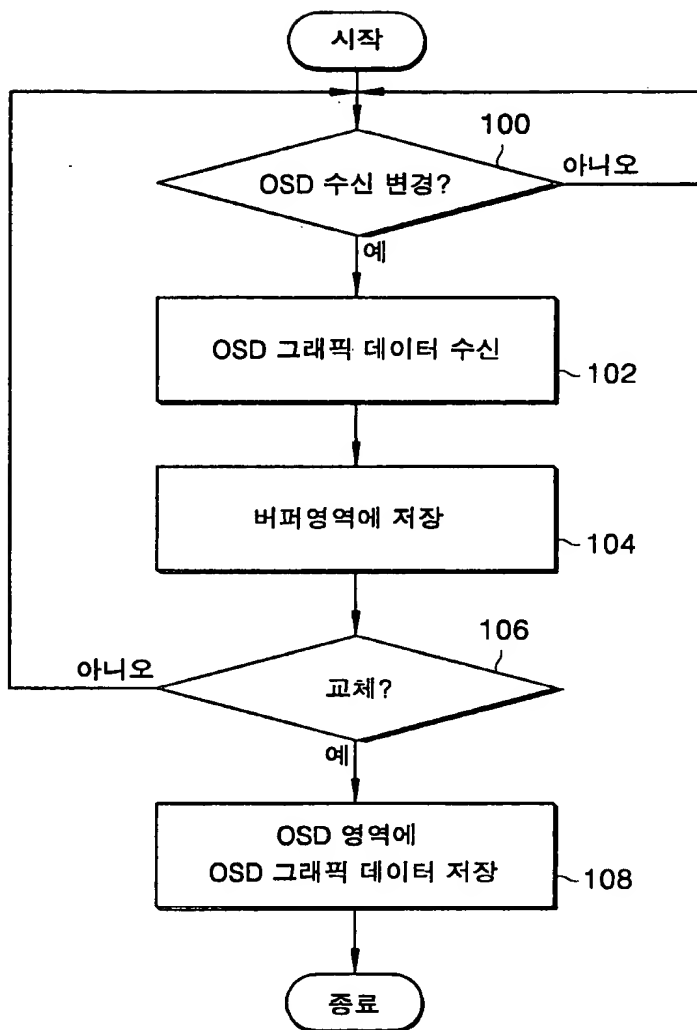 시작
100
OSD 수신 변경?
아니오
예
OSD 그래픽 데이터 수신
102
버퍼영역에 저장
104
106
아니오
교체?
예
OSD 영역에
OSD 그래픽 데이터 저장
108
종료